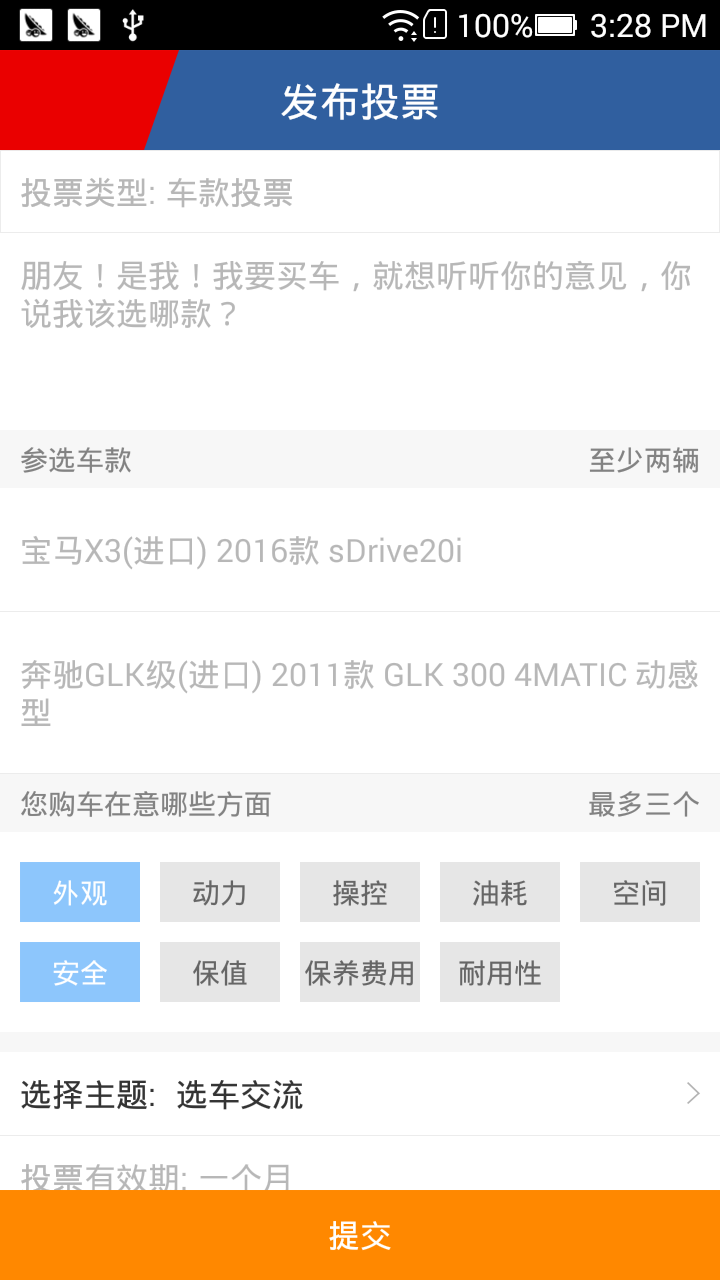 100% 3:28 PM
发布投票
投票类型: 车款投票
朋友！是我！我要买车，就想听听你的意见，你
说我该选哪款？
参选车款 至少两辆
宝马X3(进口) 2016款 sDrive20i
奔驰GLK级(进口) 2011款 GLK 300 4MATIC 动感
型
您购车在意哪些方面 最多三个
外观 动力 操控 油耗 空间
安全 保值 保养费用 耐用性
选择主题: 选车交流
投票有效期: 一个月
提交